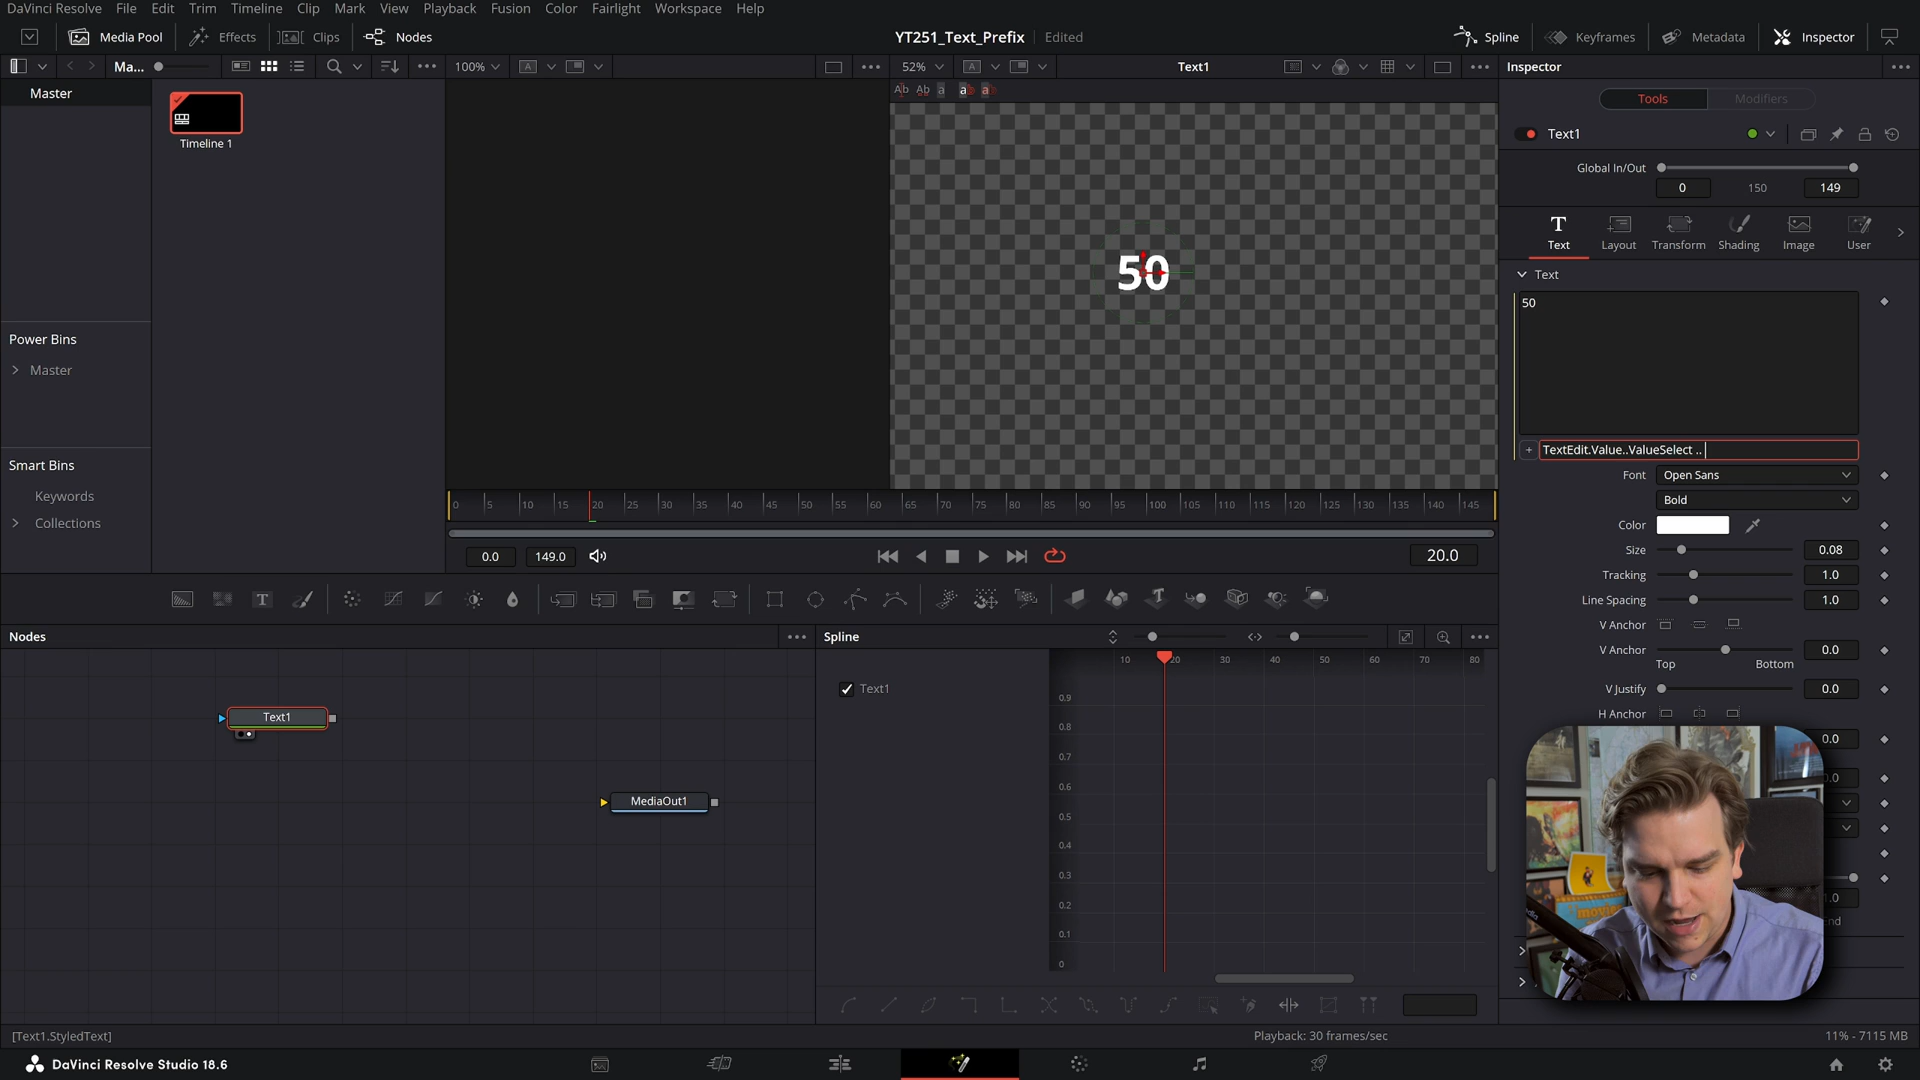 DaVinci Resolve File Edit Trim Timeline Clip Mark View Playback Fusion Color Fairlight Workspace Help
Media Pool Effects Clips Nodes YT251_Text_Prefix Edited Spline Keyframes Metadata Inspector
Ma... 100% 52% Text1 Inspector
Master
Timeline 1
Power Bins
Master
Smart Bins
Keywords
Collections
50
0 5 10 15 20 25 30 35 40 45 50 55 60 65 70 75 80 85 90 95 100 105 110 115 120 125 130 135 140 145
0.0 149.0 20.0
Tools Modifiers
Text1
Global In/Out
0 150 149
Text Layout Transform Shading Image User
Text
50
TextEdit.Value..ValueSelect ..
Font Open Sans
Bold
Color
Size 0.08
Tracking 1.0
Line Spacing 1.0
V Anchor
V Anchor 0.0
Top Bottom
V Justify 0.0
H Anchor
0.0
Nodes
Text1
MediaOut1
Spline
Text1
10 20 30 40 50 60 70 80
0.9
0.8
0.7
0.6
0.5
0.4
0.3
0.2
0.1
0
movies
[Text1.StyledText]
Playback: 30 frames/sec
11% - 7115 MB
DaVinci Resolve Studio 18.6